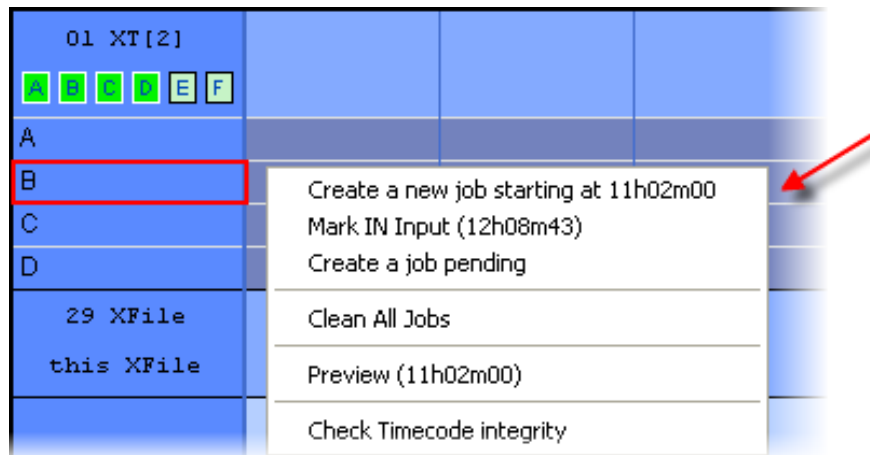 01 XT[2]
A B C D E F
A
B
C
D
29 XFile
this XFile
Create a new job starting at 11h02m00
Mark IN Input (12h08m43)
Create a job pending
Clean All Jobs
Preview (11h02m00)
Check Timecode integrity